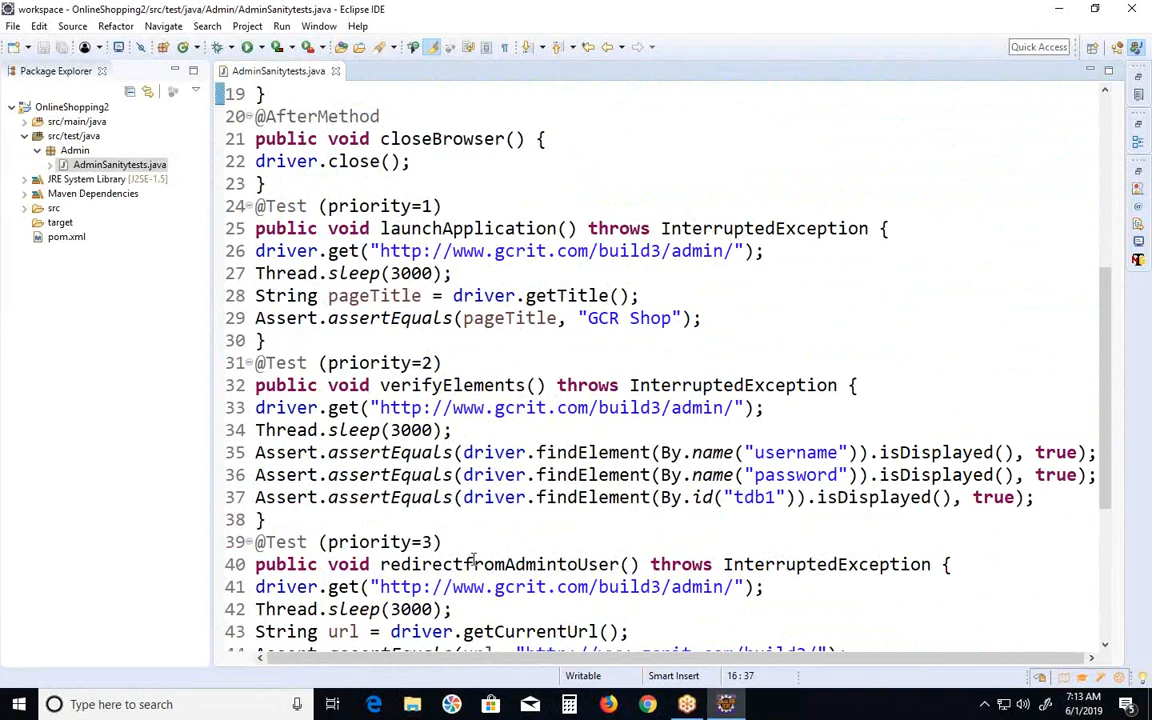 workspace - OnlineShopping2/src/test/java/Admin/AdminSanitytests.java - Eclipse IDE
File Edit Source Refactor Navigate Search Project Run Window Help
Quick Access
Package Explorer
AdminSanitytests.java
OnlineShopping2
src/main/java
src/test/java
Admin
AdminSanitytests.java
JRE System Library [J2SE-1.5]
Maven Dependencies
src
target
pom.xml
19 }
20 @AfterMethod
21 public void closeBrowser() {
22 driver.close();
23 }
24 @Test (priority=1)
25 public void launchApplication() throws InterruptedException {
26 driver.get("http://www.gcrit.com/build3/admin/");
27 Thread.sleep(3000);
28 String pageTitle = driver.getTitle();
29 Assert.assertEquals(pageTitle, "GCR Shop");
30 }
31 @Test (priority=2)
32 public void verifyElements() throws InterruptedException {
33 driver.get("http://www.gcrit.com/build3/admin/");
34 Thread.sleep(3000);
35 Assert.assertEquals(driver.findElement(By.name("username")).isDisplayed(), true);
36 Assert.assertEquals(driver.findElement(By.name("password")).isDisplayed(), true);
37 Assert.assertEquals(driver.findElement(By.id("tdb1")).isDisplayed(), true);
38 }
39 @Test (priority=3)
40 public void redirectfromAdmintoUser() throws InterruptedException {
41 driver.get("http://www.gcrit.com/build3/admin/");
42 Thread.sleep(3000);
43 String url = driver.getCurrentUrl();
Writable Smart Insert 16 : 37
Type here to search
7:13 AM
6/1/2019
5